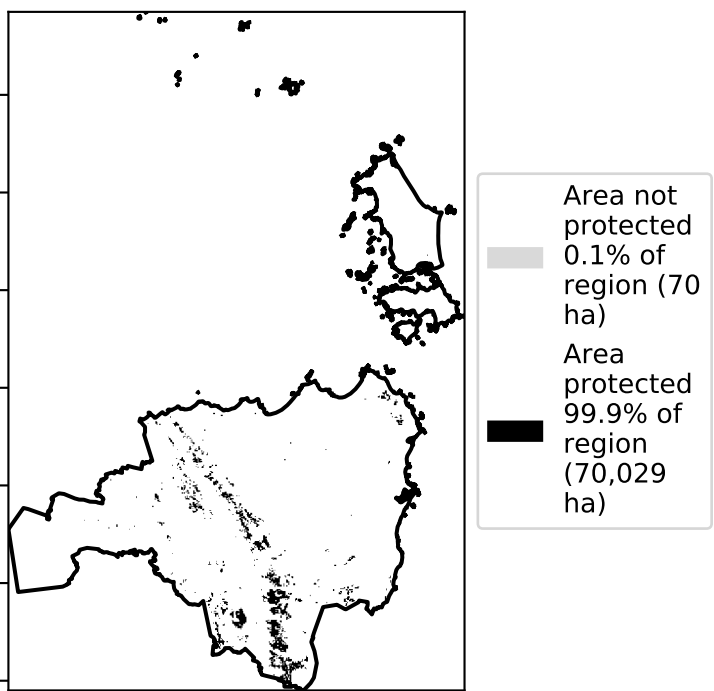 Area not
protected
0.1% of
region (70
ha)
Area
protected
99.9% of
region
(70,029
ha)